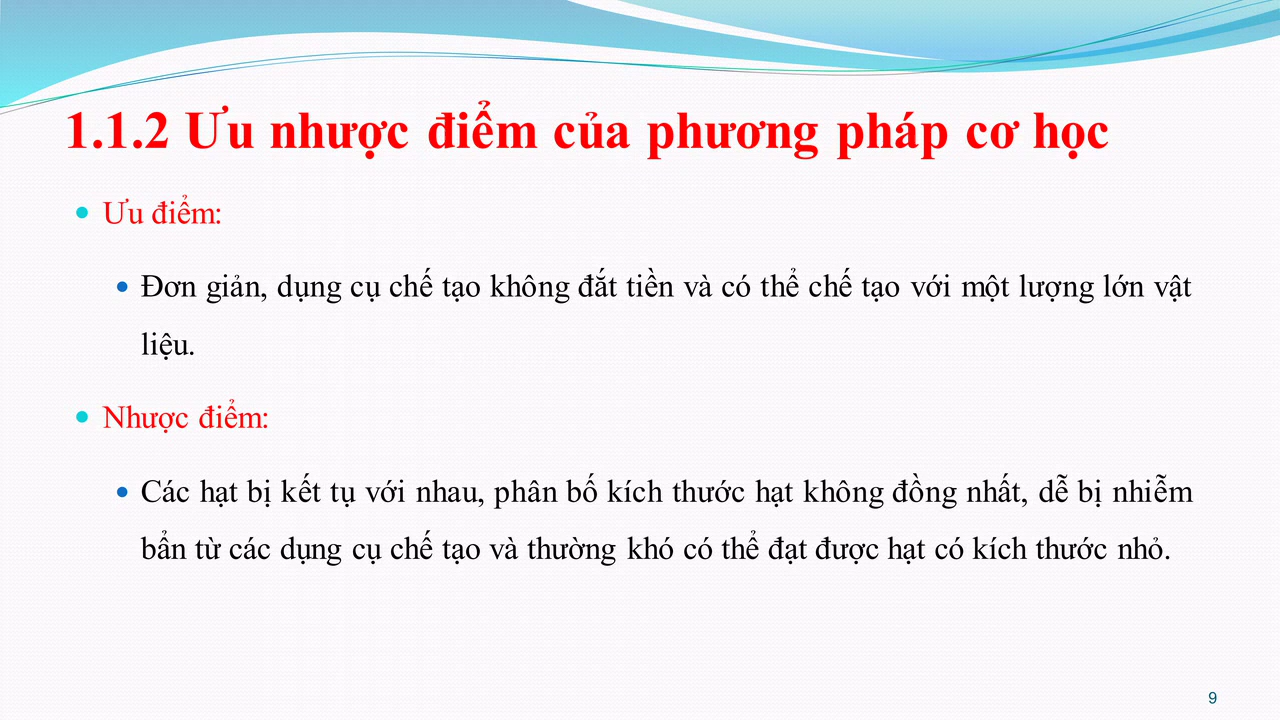 1.1.2 Ưu nhược điểm của phương pháp cơ học
Ưu điểm:
Đơn giản, dụng cụ chế tạo không đắt tiền và có thể chế tạo với một lượng lớn vật
liệu.
Nhược điểm:
Các hạt bị kết tụ với nhau, phân bố kích thước hạt không đồng nhất, dễ bị nhiễm
bẩn từ các dụng cụ chế tạo và thường khó có thể đạt được hạt có kích thước nhỏ.
9